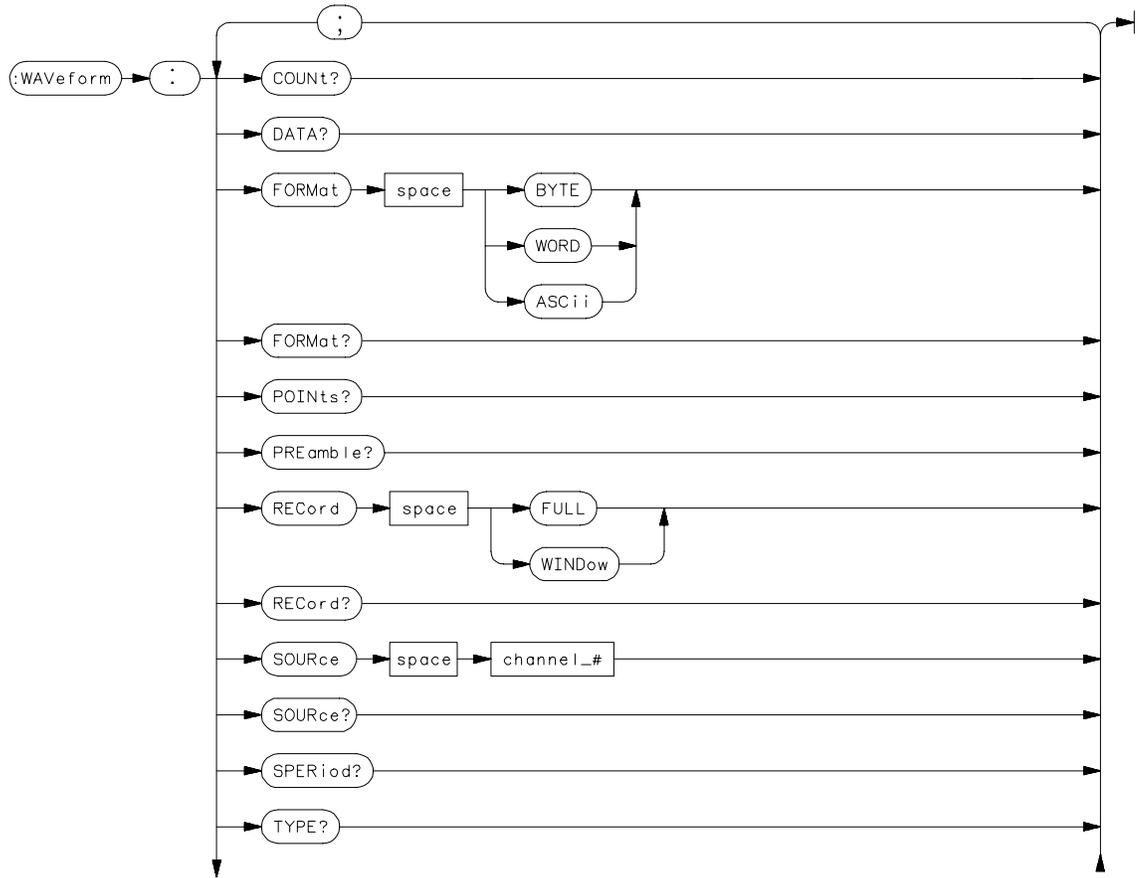 ;
:WAVeform : COUNt?
DATA?
FORMat space BYTE
WORD
ASCii
FORMat?
POINts?
PREamble?
RECord space FULL
WINDow
RECord?
SOURce space channel_#
SOURce?
SPERiod?
TYPE?